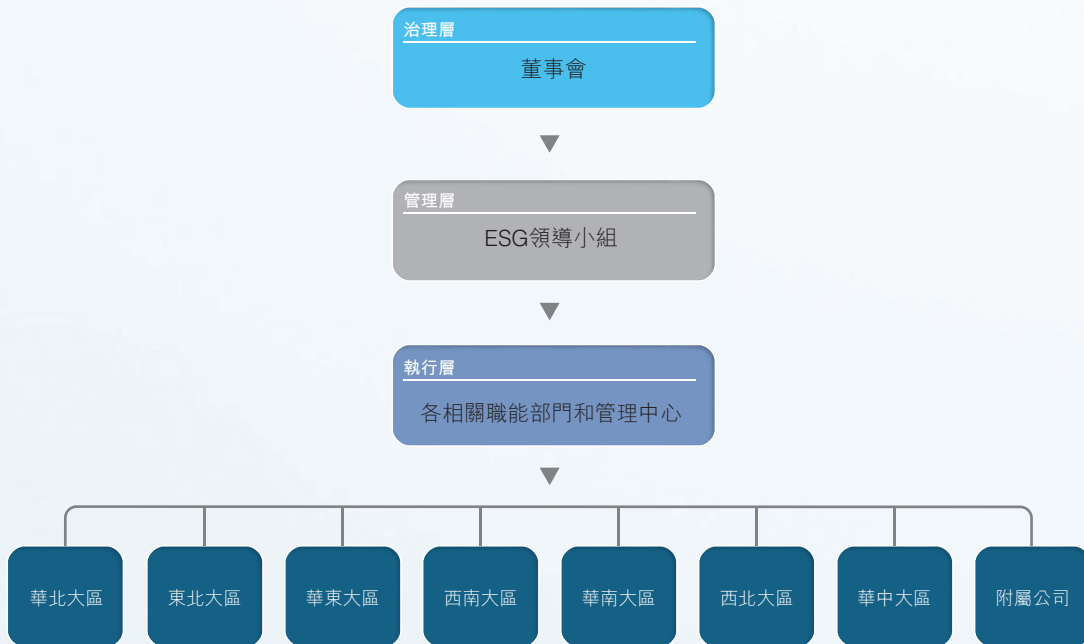 治理層
董事會
管理層
ESG領導小組
執行層
各相關職能部門和管理中心
華北大區
東北大區
華東大區
西南大區
華南大區
西北大區
華中大區
附屬公司